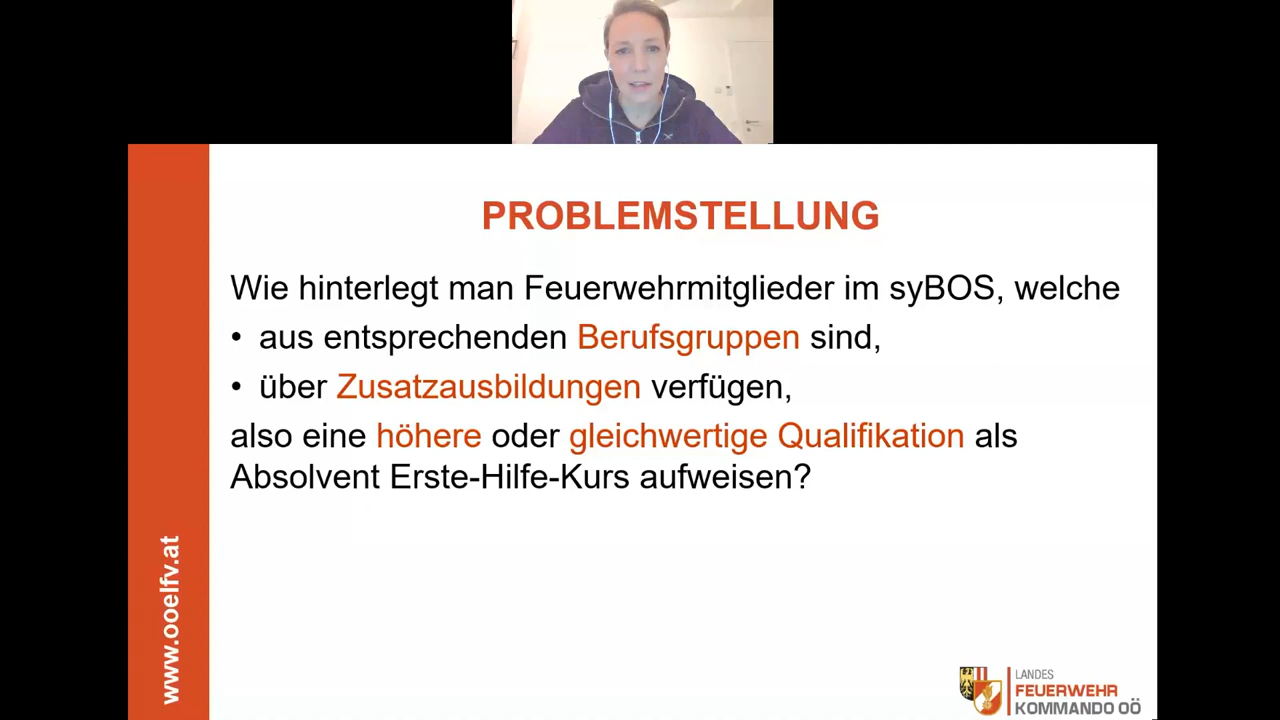 PROBLEMSTELLUNG
Wie hinterlegt man Feuerwehrmitglieder im syBOS, welche
• aus entsprechenden Berufsgruppen sind,
• über Zusatzausbildungen verfügen,
also eine höhere oder gleichwertige Qualifikation als
Absolvent Erste-Hilfe-Kurs aufweisen?
www.ooelfv.at
LANDES
FEUERWEHR
KOMMANDO OÖ